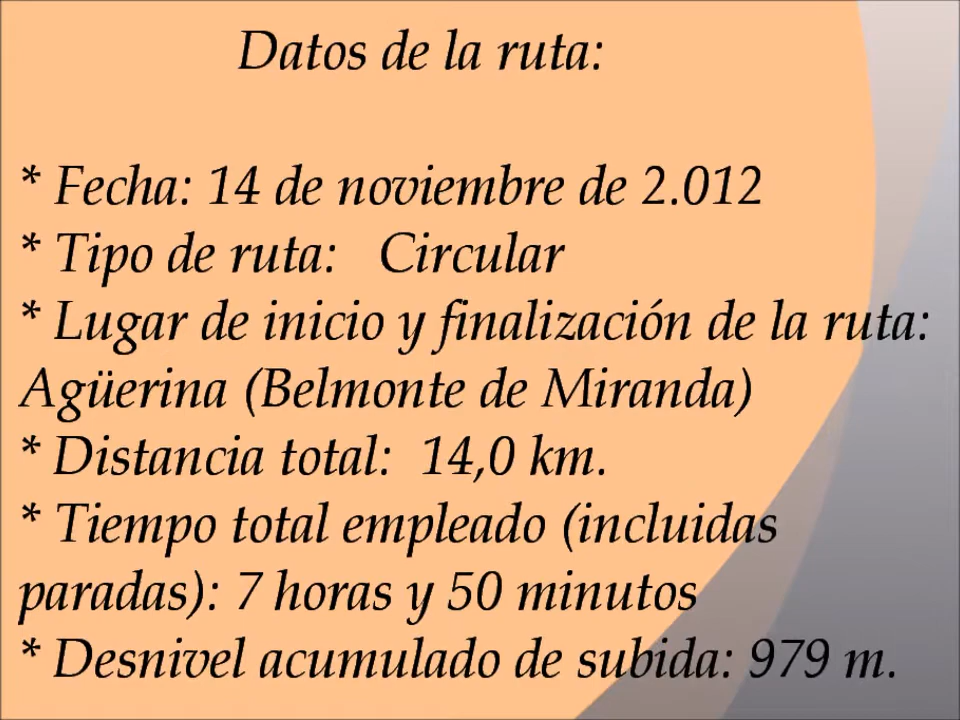 Datos de la ruta:
* Fecha: 14 de noviembre de 2.012
* Tipo de ruta: Circular
* Lugar de inicio y finalización de la ruta:
Agüerina (Belmonte de Miranda)
* Distancia total: 14,0 km.
* Tiempo total empleado (incluidas
paradas): 7 horas y 50 minutos
* Desnivel acumulado de subida: 979 m.